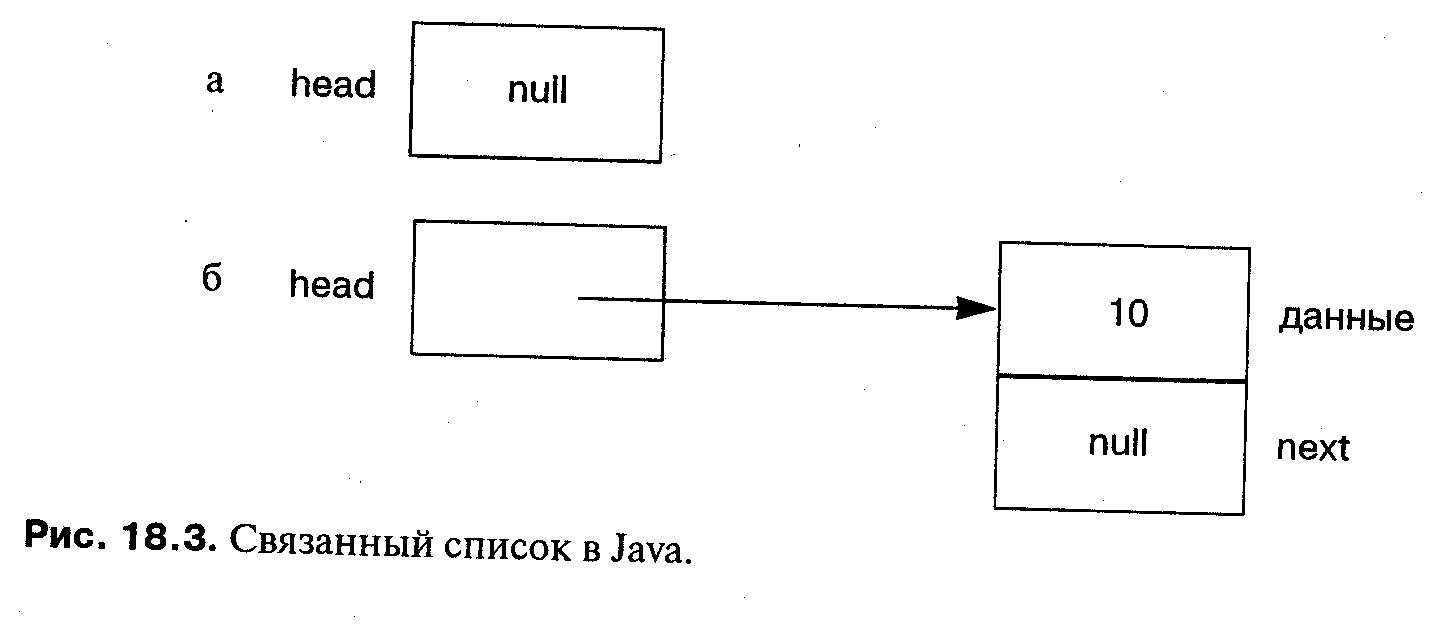 а head null
б head
10 данные
null next
Рис. 18.3. Связанный список в Java.